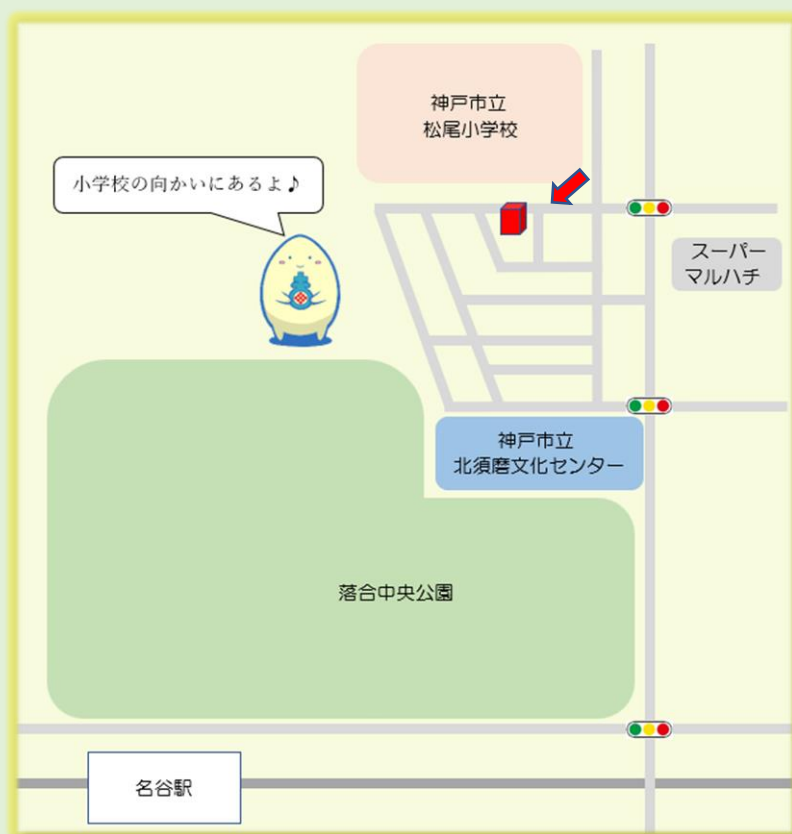 神戸市立
松尾小学校
小学校の向かいにあるよ♪
スーパー
マルハチ
神戸市立
北須磨文化センター
落合中央公園
名谷駅